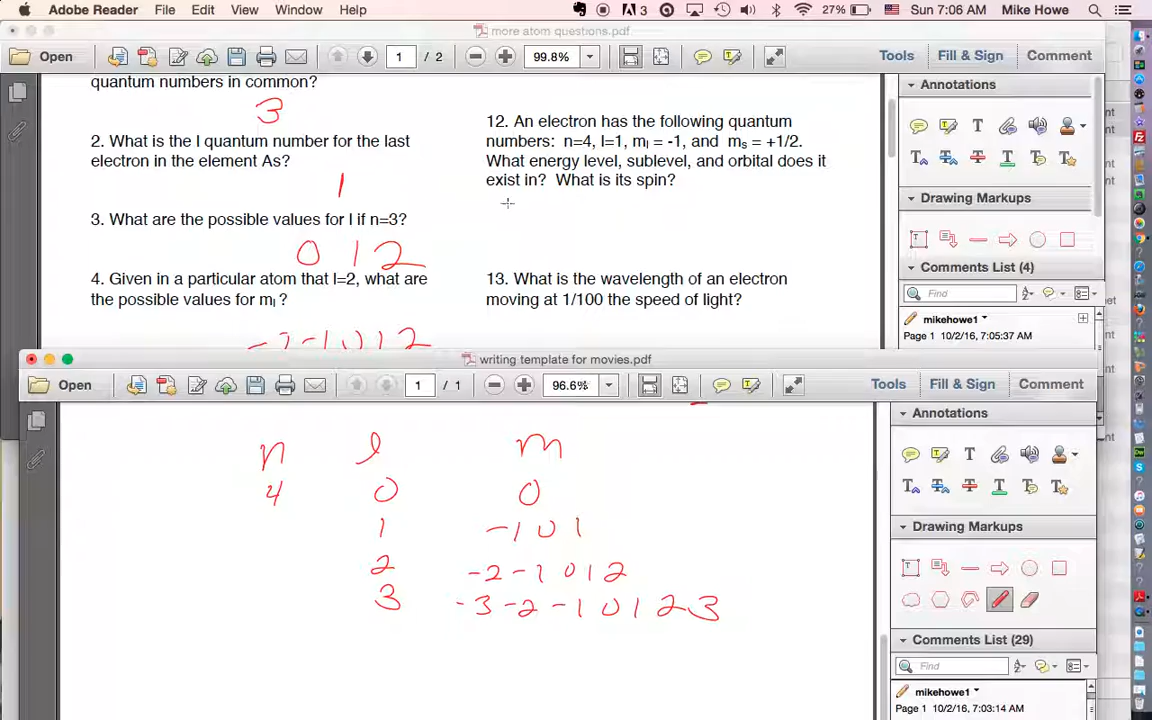 Adobe Reader File Edit View Window Help 3 27% Sun 7:06 AM Mike Howe
more atom questions.pdf
Open 1 / 2 99.8% Tools Fill & Sign Comment
quantum numbers in common?
3
2. What is the l quantum number for the last
electron in the element As?
1
3. What are the possible values for l if n=3?
0 1 2
4. Given in a particular atom that l=2, what are
the possible values for ml ?
-2 -1 0 1 2
12. An electron has the following quantum
numbers: n=4, l=1, ml = -1, and ms = +1/2.
What energy level, sublevel, and orbital does it
exist in? What is its spin?
13. What is the wavelength of an electron
moving at 1/100 the speed of light?
Annotations
T
T T T T T
Drawing Markups
Comments List (4)
Find
mikehowe1
Page 1 10/2/16, 7:05:37 AM
writing template for movies.pdf
Open 1 / 1 96.6% Tools Fill & Sign Comment
n l m
4 0 0
1 -1 0 1
2 -2 -1 0 1 2
3 -3 -2 -1 0 1 2 3
Annotations
T
T T T T T
Drawing Markups
Comments List (29)
Find
mikehowe1
Page 1 10/2/16, 7:03:14 AM